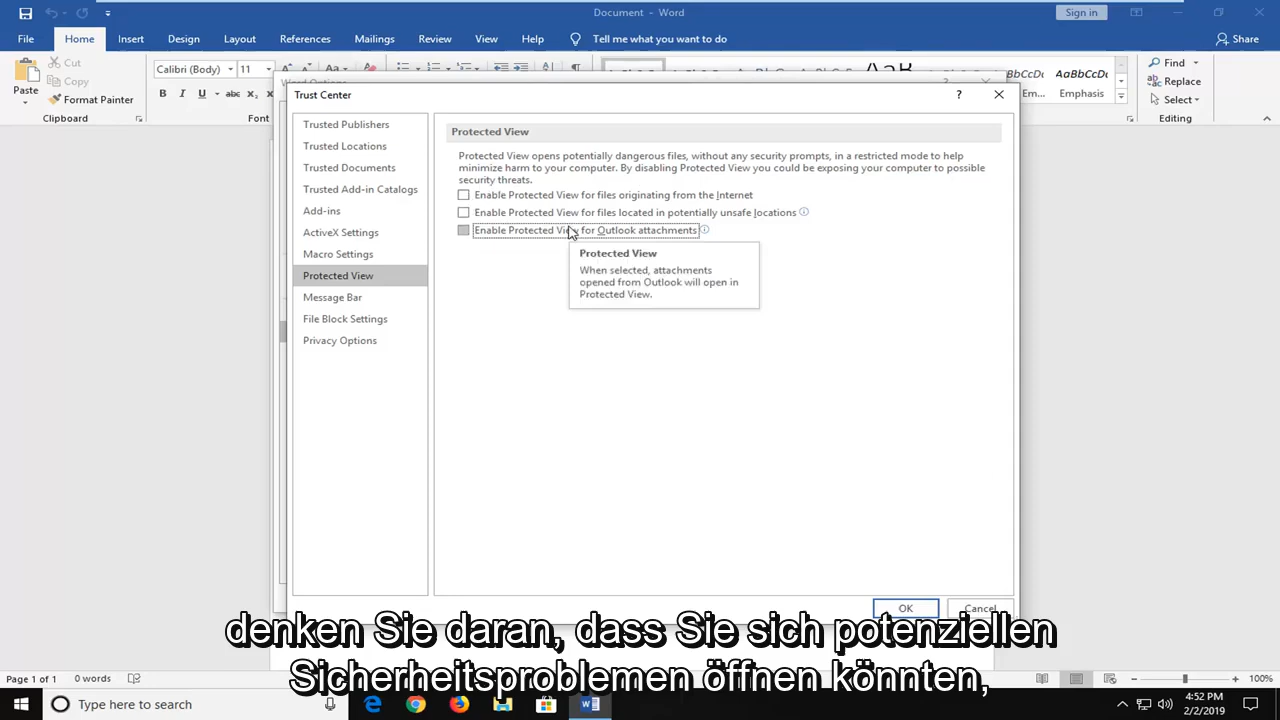 Document - Word
Sign in
File Home Insert Design Layout References Mailings Review View Help Tell me what you want to do Share
Paste
Cut
Copy
Format Painter
Clipboard
Calibri (Body) 11
B I U abc x₂
Font
AaBbCcDc
Emphasis
Find
Replace
Select
Editing
Word Options
Trust Center
Trusted Publishers
Trusted Locations
Trusted Documents
Trusted Add-in Catalogs
Add-ins
ActiveX Settings
Macro Settings
Protected View
Message Bar
File Block Settings
Privacy Options
Protected View
Protected View opens potentially dangerous files, without any security prompts, in a restricted mode to help
minimize harm to your computer. By disabling Protected View you could be exposing your computer to possible
security threats.
Enable Protected View for files originating from the Internet
Enable Protected View for files located in potentially unsafe locations
Enable Protected View for Outlook attachments
Protected View
When selected, attachments
opened from Outlook will open in
Protected View.
OK Cancel
denken Sie daran, dass Sie sich potenziellen
Sicherheitsproblemen öffnen könnten,
Page 1 of 1 0 words
100%
Type here to search
4:52 PM
2/2/2019